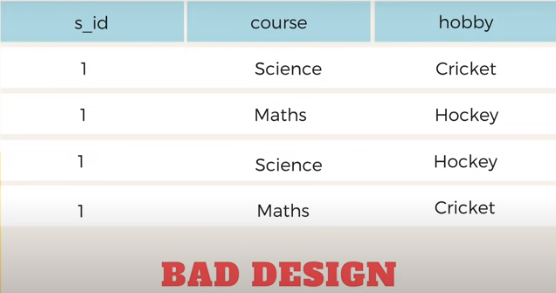 s_id course hobby
1 Science Cricket
1 Maths Hockey
1 Science Hockey
1 Maths Cricket
BAD DESIGN